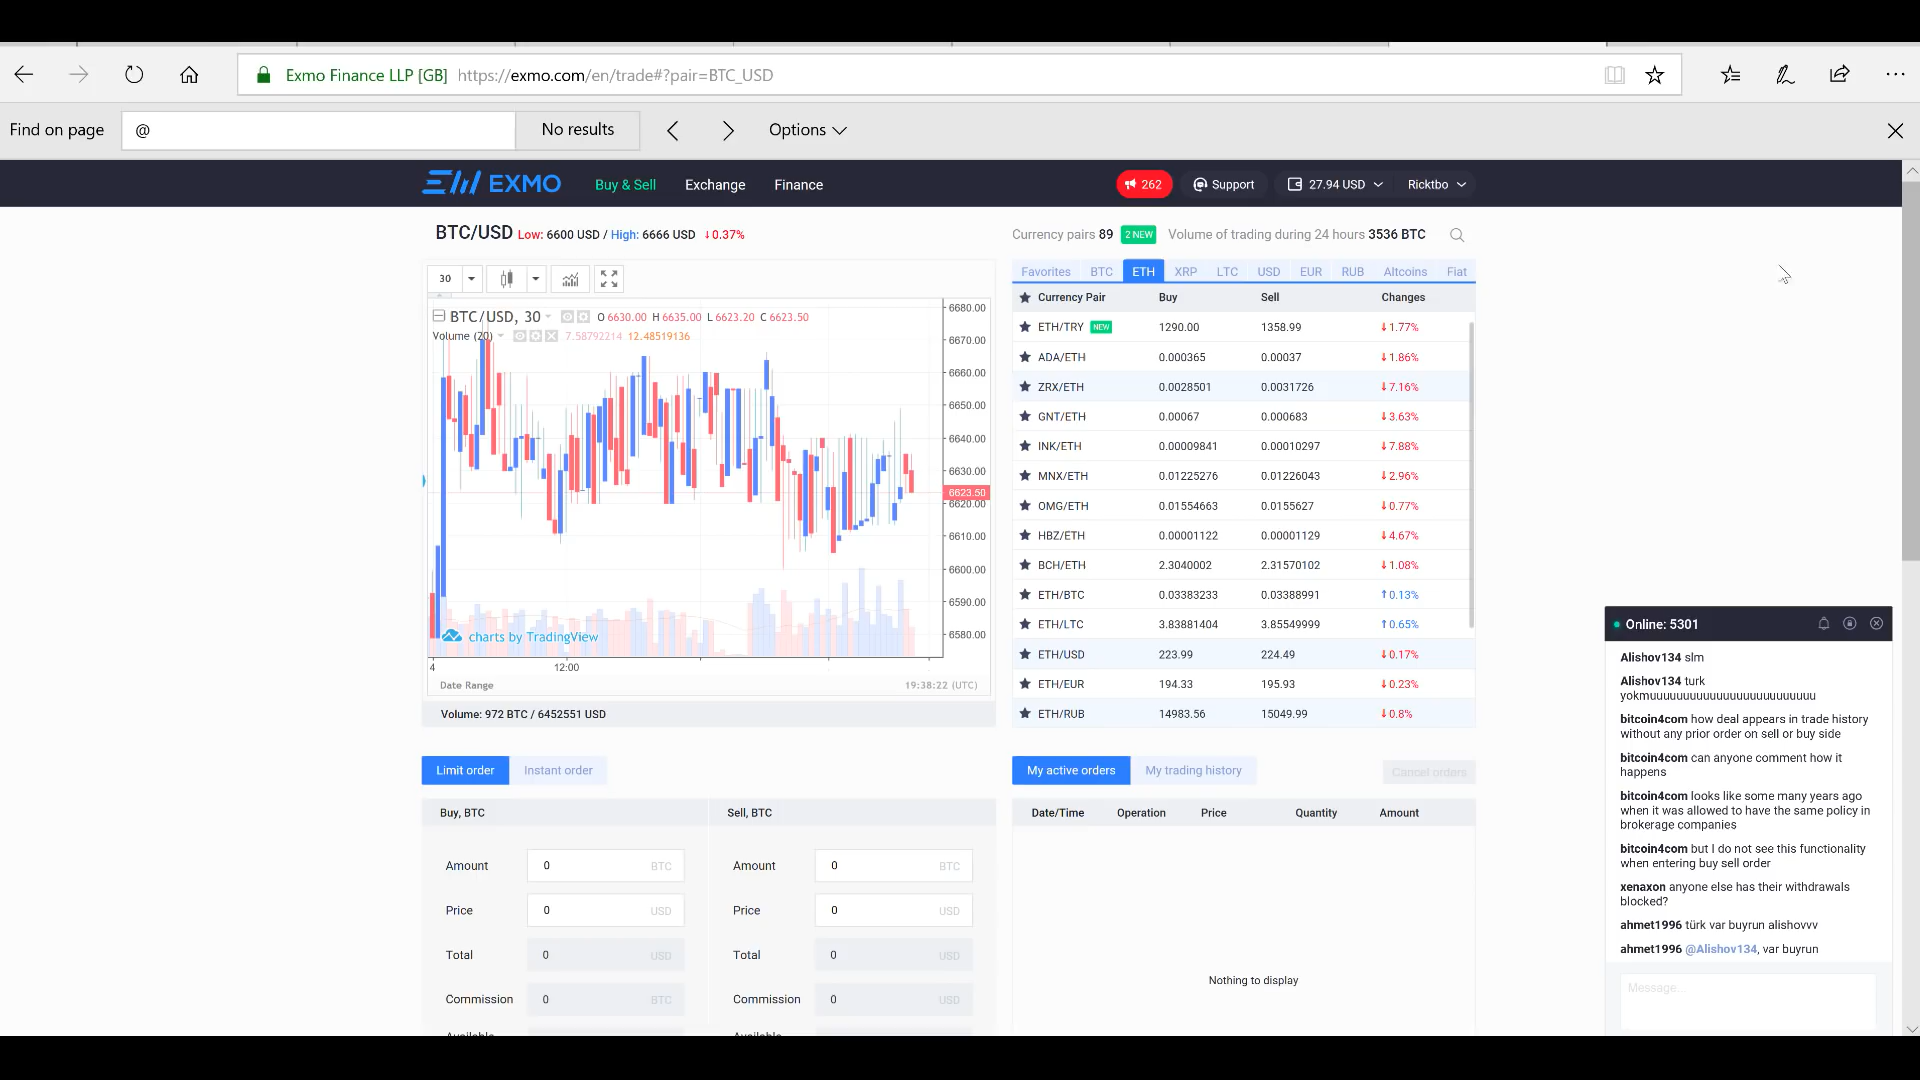 Exmo Finance LLP [GB] https://exmo.com/en/trade#?pair=BTC_USD
Find on page @ No results Options
EXMO Buy & Sell Exchange Finance 262 Support 27.94 USD Ricktbo
BTC/USD Low: 6600 USD / High: 6666 USD ↓0.37%
Currency pairs 89 2 NEW Volume of trading during 24 hours 3536 BTC
30
BTC/USD, 30 O 6630.00 H 6635.00 L 6623.20 C 6623.50
Volume (20) 7.58792214 12.48519136
6680.00
6670.00
6660.00
6650.00
6640.00
6630.00
6623.50
6620.00
6610.00
6600.00
6590.00
6580.00
charts by TradingView
4 12:00
Date Range 19:38:22 (UTC)
Volume: 972 BTC / 6452551 USD
Favorites BTC ETH XRP LTC USD EUR RUB Altcoins Fiat
Currency Pair Buy Sell Changes
ETH/TRY NEW 1290.00 1358.99 ↓1.77%
ADA/ETH 0.000365 0.00037 ↓1.86%
ZRX/ETH 0.0028501 0.0031726 ↓7.16%
GNT/ETH 0.00067 0.000683 ↓3.63%
INK/ETH 0.00009841 0.00010297 ↓7.88%
MNX/ETH 0.01225276 0.01226043 ↓2.96%
OMG/ETH 0.01554663 0.0155627 ↓0.77%
HBZ/ETH 0.00001122 0.00001129 ↓4.67%
BCH/ETH 2.3040002 2.31570102 ↓1.08%
ETH/BTC 0.03383233 0.03388991 ↑0.13%
ETH/LTC 3.83881404 3.85549999 ↑0.65%
ETH/USD 223.99 224.49 ↓0.17%
ETH/EUR 194.33 195.93 ↓0.23%
ETH/RUB 14983.56 15049.99 ↓0.8%
Limit order Instant order
Buy, BTC Sell, BTC
Amount 0 BTC Amount 0 BTC
Price 0 USD Price 0 USD
Total 0 USD Total 0 USD
Commission 0 BTC Commission 0 USD
Available Available
My active orders My trading history Cancel orders
Date/Time Operation Price Quantity Amount
Nothing to display
Online: 5301
Alishov134 slm
Alishov134 turk
bitcoin4com how deal appears in trade history
without any prior order on sell or buy side
bitcoin4com can anyone comment how it
happens
bitcoin4com looks like some many years ago
when it was allowed to have the same policy in
brokerage companies
bitcoin4com but I do not see this functionality
when entering buy sell order
xenaxon anyone else has their withdrawals
blocked?
ahmet1996 türk var buyrun alishovvv
ahmet1996 @Alishov134, var buyrun
Message...